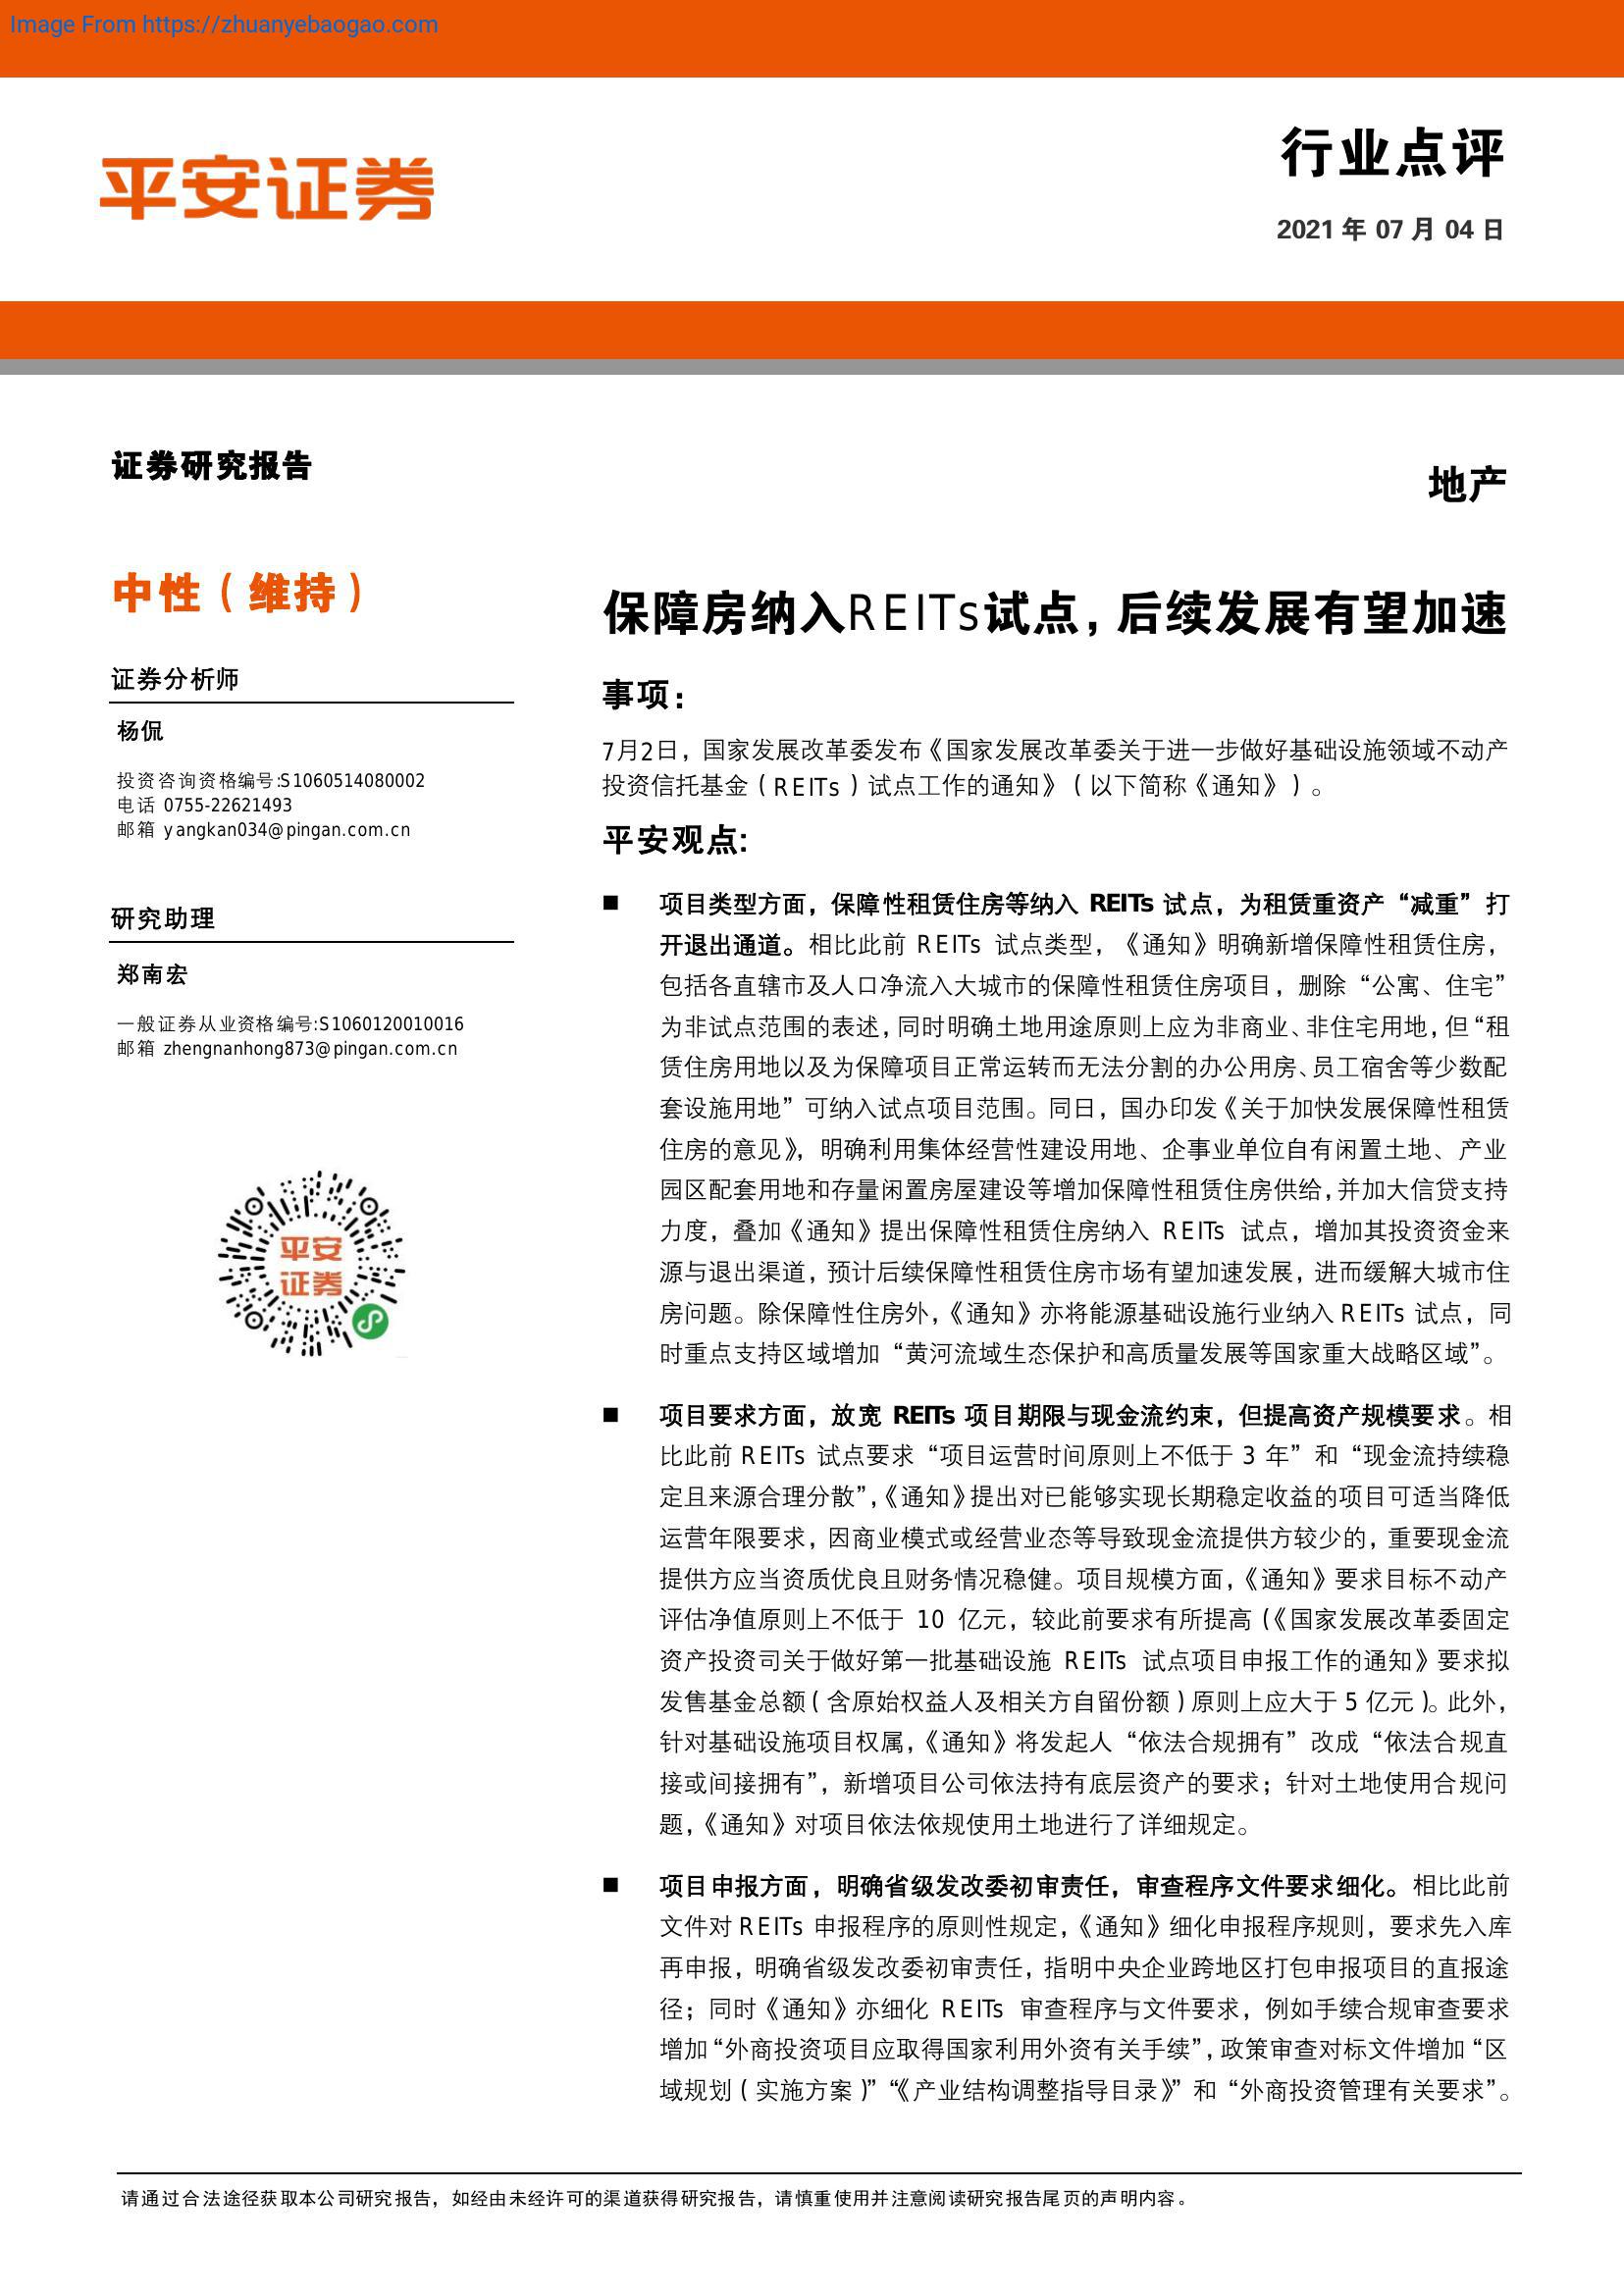 Image From https://zhuanyebaogao.com
平安证券
行业点评
2021 年 07 月 04 日
证券研究报告
地产
中性（维持）
证券分析师
杨侃
投资咨询资格编号:S1060514080002
电话 0755-22621493
邮箱 yangkan034@pingan.com.cn
研究助理
郑南宏
一般证券从业资格编号:S1060120010016
邮箱 zhengnanhong873@pingan.com.cn
平安
证券
保障房纳入REITs试点，后续发展有望加速
事项：
7月2日，国家发展改革委发布《国家发展改革委关于进一步做好基础设施领域不动产
投资信托基金（REITs）试点工作的通知》（以下简称《通知》）。
平安观点:
■ 项目类型方面，保障性租赁住房等纳入 REITs 试点，为租赁重资产“减重”打
开退出通道。相比此前 REITs 试点类型，《通知》明确新增保障性租赁住房，
包括各直辖市及人口净流入大城市的保障性租赁住房项目，删除“公寓、住宅”
为非试点范围的表述，同时明确土地用途原则上应为非商业、非住宅用地，但“租
赁住房用地以及为保障项目正常运转而无法分割的办公用房、员工宿舍等少数配
套设施用地”可纳入试点项目范围。同日，国办印发《关于加快发展保障性租赁
住房的意见》，明确利用集体经营性建设用地、企事业单位自有闲置土地、产业
园区配套用地和存量闲置房屋建设等增加保障性租赁住房供给，并加大信贷支持
力度，叠加《通知》提出保障性租赁住房纳入 REITs 试点，增加其投资资金来
源与退出渠道，预计后续保障性租赁住房市场有望加速发展，进而缓解大城市住
房问题。除保障性住房外，《通知》亦将能源基础设施行业纳入 REITs 试点，同
时重点支持区域增加“黄河流域生态保护和高质量发展等国家重大战略区域”。
■ 项目要求方面，放宽 REITs 项目期限与现金流约束，但提高资产规模要求。相
比此前 REITs 试点要求“项目运营时间原则上不低于 3 年”和“现金流持续稳
定且来源合理分散”，《通知》提出对已能够实现长期稳定收益的项目可适当降低
运营年限要求，因商业模式或经营业态等导致现金流提供方较少的，重要现金流
提供方应当资质优良且财务情况稳健。项目规模方面，《通知》要求目标不动产
评估净值原则上不低于 10 亿元，较此前要求有所提高（《国家发展改革委固定
资产投资司关于做好第一批基础设施 REITs 试点项目申报工作的通知》要求拟
发售基金总额（含原始权益人及相关方自留份额）原则上应大于 5 亿元）。此外，
针对基础设施项目权属，《通知》将发起人“依法合规拥有”改成“依法合规直
接或间接拥有”，新增项目公司依法持有底层资产的要求；针对土地使用合规问
题，《通知》对项目依法依规使用土地进行了详细规定。
■ 项目申报方面，明确省级发改委初审责任，审查程序文件要求细化。相比此前
文件对 REITs 申报程序的原则性规定，《通知》细化申报程序规则，要求先入库
再申报，明确省级发改委初审责任，指明中央企业跨地区打包申报项目的直报途
径；同时《通知》亦细化 REITs 审查程序与文件要求，例如手续合规审查要求
增加“外商投资项目应取得国家利用外资有关手续”，政策审查对标文件增加“区
域规划（实施方案）”“《产业结构调整指导目录》”和“外商投资管理有关要求”。
请通过合法途径获取本公司研究报告，如经由未经许可的渠道获得研究报告，请慎重使用并注意阅读研究报告尾页的声明内容。